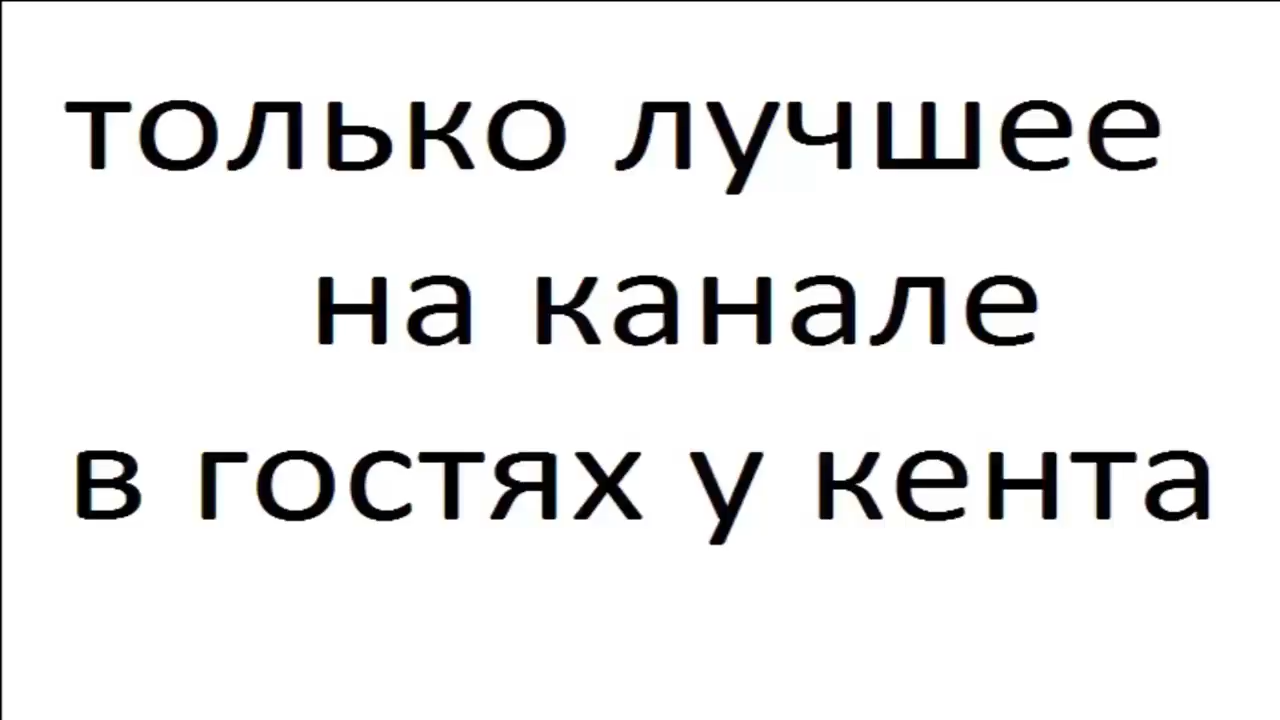 только лучшее
на канале
в гостях у кента